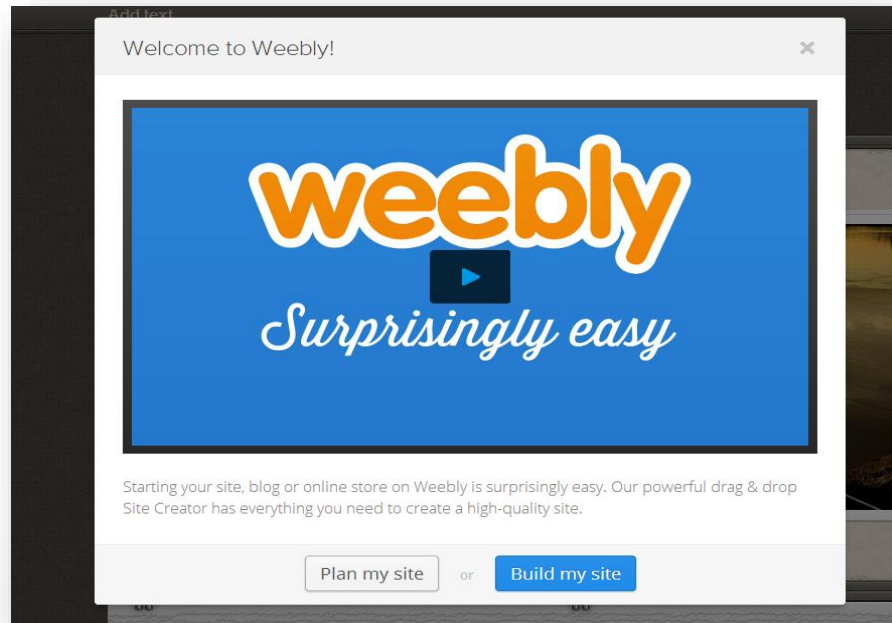 Add text
Welcome to Weebly!
weebly
Surprisingly easy
Starting your site, blog or online store on Weebly is surprisingly easy. Our powerful drag & drop
Site Creator has everything you need to create a high-quality site.
Plan my site or Build my site